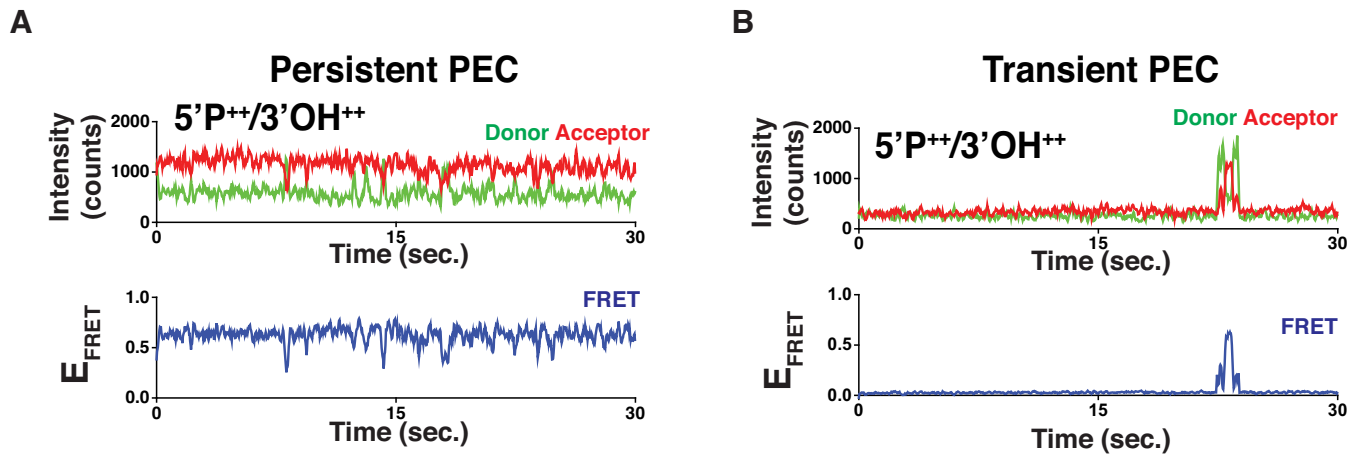 A
Persistent PEC
5'P++/3'OH++
Donor Acceptor
Intensity
(counts)
2000
1000
0
0
15
30
Time (sec.)
FRET
EFRET
1.0
0.5
0.0
0
15
30
Time (sec.)
B
Transient PEC
Donor Acceptor
5'P++/3'OH++
Intensity
(counts)
2000
1000
0
0
15
30
Time (sec.)
FRET
EFRET
1.0
0.5
0.0
0
15
30
Time (sec.)